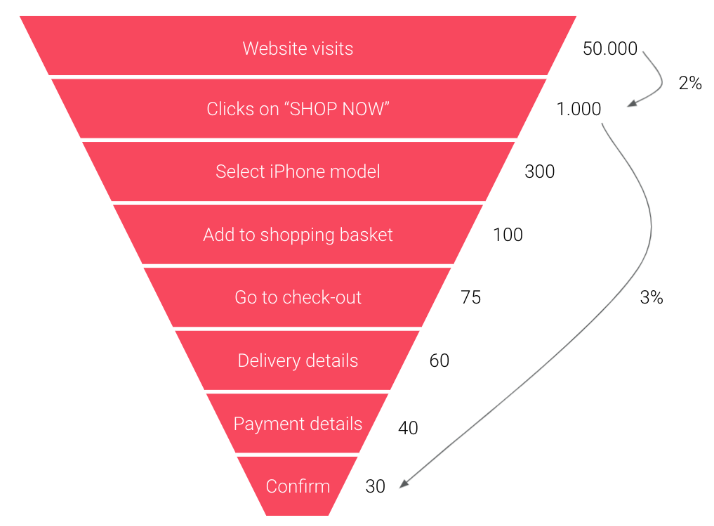 Website visits
50.000
2%
Clicks on “SHOP NOW”
1.000
Select iPhone model
300
Add to shopping basket
100
Go to check-out
75
3%
Delivery details
60
Payment details
40
Confirm
30